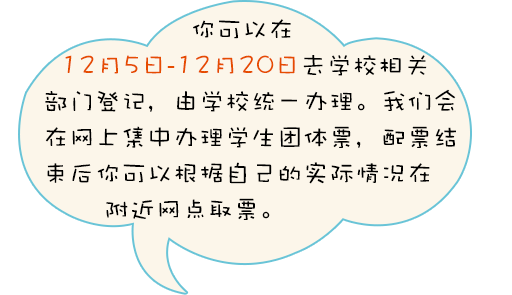 你可以在
12月5日-12月20日去学校相关
部门登记，由学校统一办理。我们会
在网上集中办理学生团体票，配票结
束后你可以根据自己的实际情况在
附近网点取票。